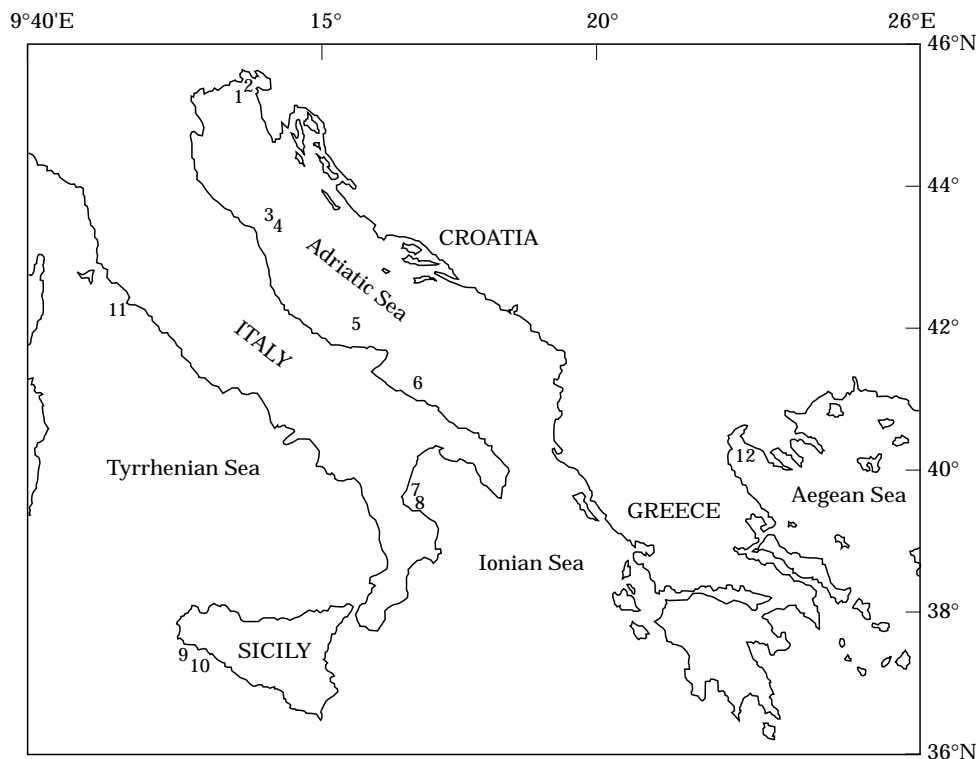 9°40'E 15° 20° 26°E
46°N
2
1
44°
3
4
CROATIA
Adriatic Sea
11
5
42°
ITALY
6
12
Tyrrhenian Sea
40°
7
8
Aegean Sea
GREECE
Ionian Sea
38°
9
10
SICILY
36°N